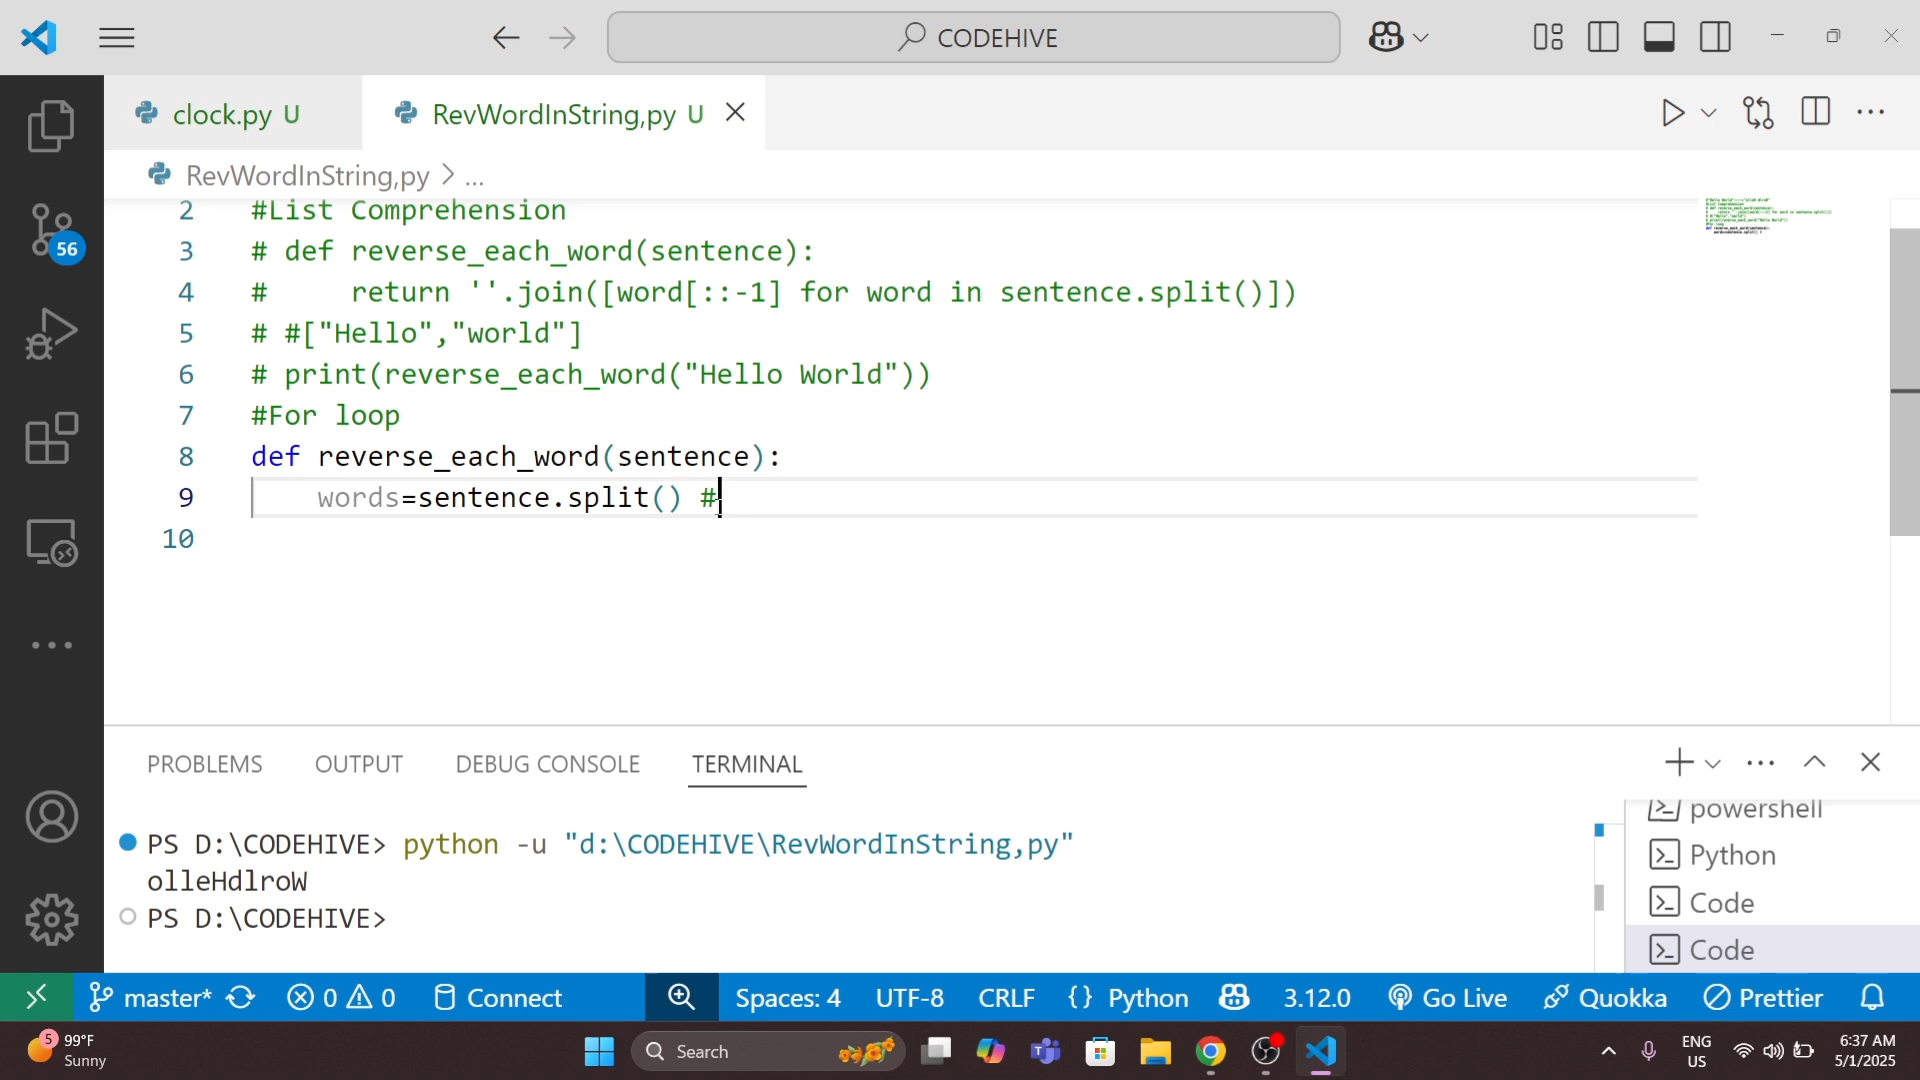 CODEHIVE
clock.py U
RevWordInString,py U
RevWordInString,py > ...
2 #List Comprehension
3 # def reverse_each_word(sentence):
4 #     return ''.join([word[::-1] for word in sentence.split()])
5 # #["Hello","world"]
6 # print(reverse_each_word("Hello World"))
7 #For loop
8 def reverse_each_word(sentence):
9     words=sentence.split() #
10
56
PROBLEMS OUTPUT DEBUG CONSOLE TERMINAL
PS D:\CODEHIVE> python -u "d:\CODEHIVE\RevWordInString,py"
olleHdlroW
PS D:\CODEHIVE>
powershell
Python
Code
Code
master* 0 0 Connect Spaces: 4 UTF-8 CRLF {} Python 3.12.0 Go Live Quokka Prettier
5 99°F
Sunny
Search
ENG
US
6:37 AM
5/1/2025